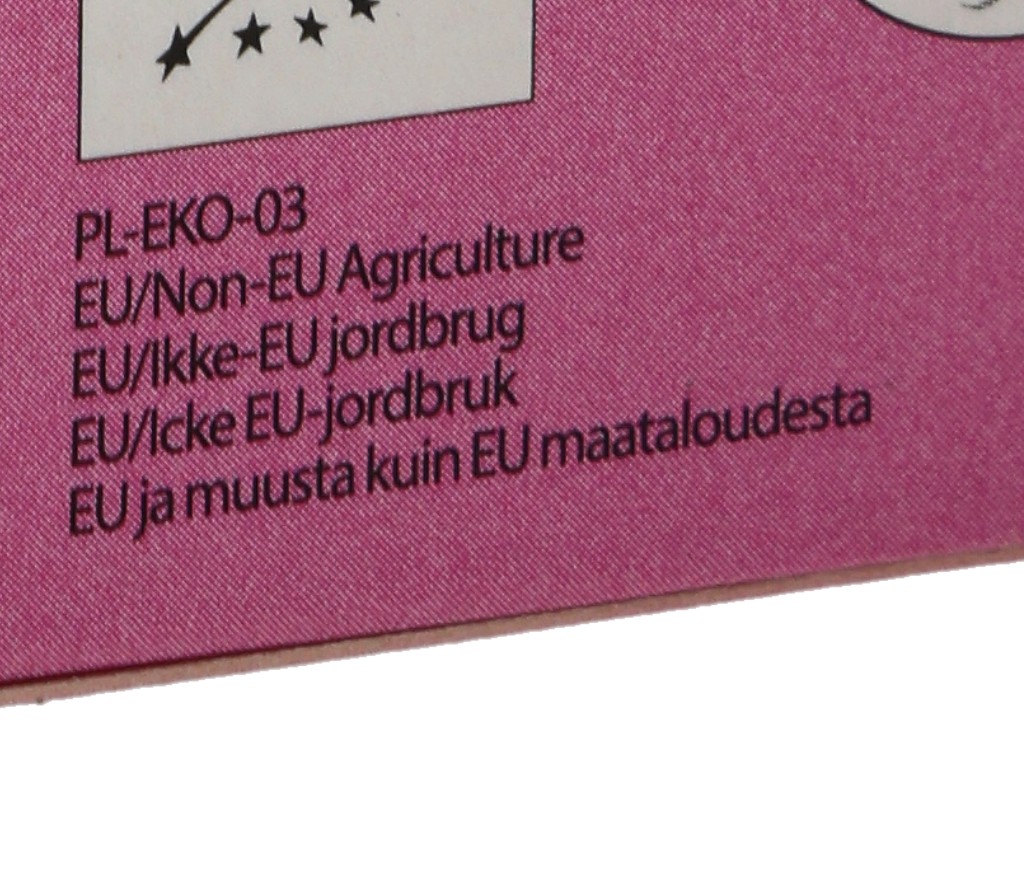 PL-EKO-03
EU/Non-EU Agriculture
EU/Ikke-EU jordbrug
EU/Icke EU-jordbruk
EU ja muusta kuin EU maataloudesta